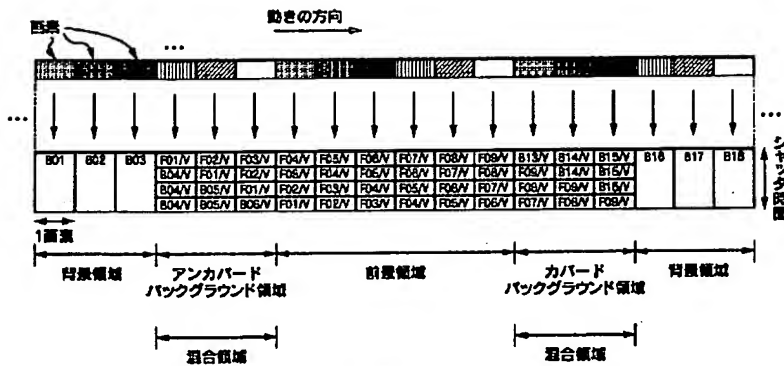 画素
動きの方向
…
… …
B01 B02 B03 F01/V F02/V F03/V F04/V F05/V F06/V F07/V F08/V F09/V B13/V B14/V B15/V B16 B17 B18
B04/V F01/V F02/V F03/V F04/V F05/V F06/V F07/V F08/V F09/V B14/V B15/V
B04/V B05/V F01/V F02/V F03/V F04/V F05/V F06/V F07/V F08/V F09/V B15/V
B04/V B05/V B06/V F01/V F02/V F03/V F04/V F05/V F06/V F07/V F08/V F09/V
シャッタ時間
1画素
背景領域 アンカバード 前景領域 カバード 背景領域
バックグラウンド領域 バックグラウンド領域
混合領域 混合領域